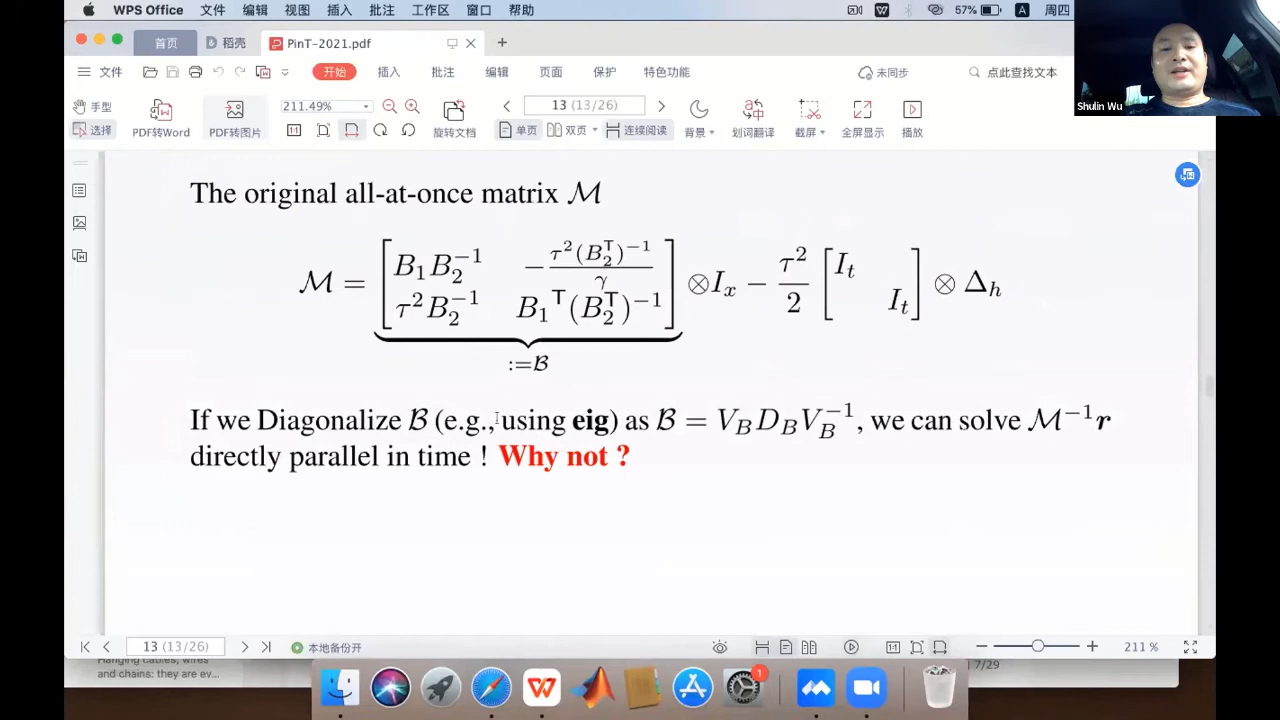 WPS Office 文件 编辑 视图 插入 批注 工作区 窗口 帮助 57% A 周四
首页 稻壳 PinT-2021.pdf
文件 开始 插入 批注 编辑 页面 保护 特色功能 未同步 点此查找文本
手型 选择 PDF转Word PDF转图片 211.49% 旋转文档 13 (13/26) 单页 双页 连续阅读 背景 划词翻译 截屏 全屏显示 播放
Shulin Wu
The original all-at-once matrix ℳ
ℳ = [B₁B₂⁻¹ −τ²(B₂ᵀ)⁻¹/γ ; τ²B₂⁻¹ B₁ᵀ(B₂ᵀ)⁻¹] ⊗ Iₓ − τ²/2 [Iₜ ; Iₜ] ⊗ Δₕ
:=ℬ
If we Diagonalize ℬ (e.g., using eig) as ℬ = V_B D_B V_B⁻¹, we can solve ℳ⁻¹r
directly parallel in time ! Why not ?
13 (13/26) 本地备份开 211 %
Hanging cables, wires
and chains: they are ev...
7/29
1